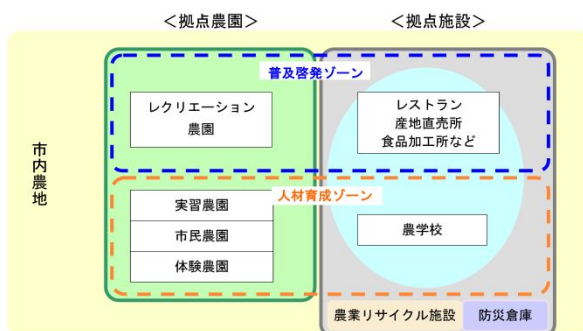 ＜拠点農園＞
＜拠点施設＞
普及啓発ゾーン
レクリエーション
農園
レストラン
産地直売所
食品加工所など
市内農地
人材育成ゾーン
実習農園
市民農園
体験農園
農学校
農業リサイクル施設
防災倉庫